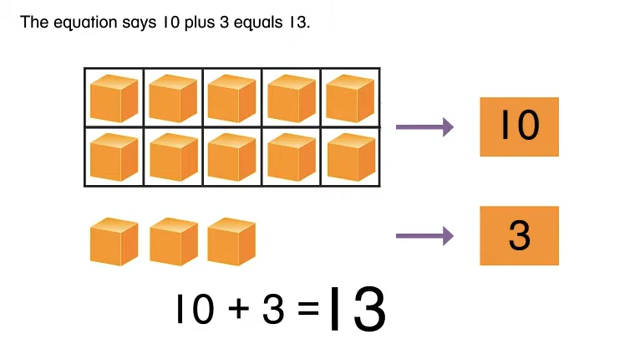 The equation says 10 plus 3 equals 13.
10
3
10 + 3 = 13